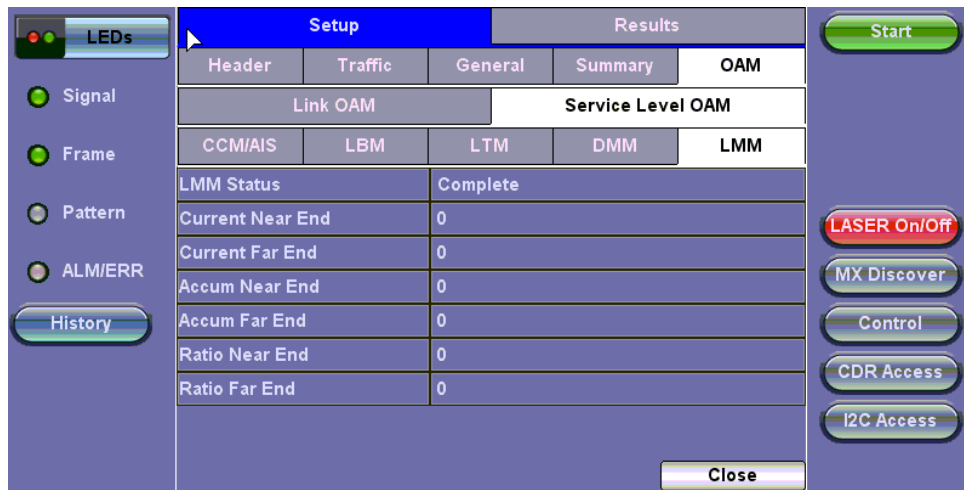 LEDs
Setup
Results
Start
Header
Traffic
General
Summary
OAM
Signal
Link OAM
Service Level OAM
Frame
CCM/AIS
LBM
LTM
DMM
LMM
LMM Status
Complete
Pattern
Current Near End
0
LASER On/Off
Current Far End
0
ALM/ERR
Accum Near End
0
MX Discover
History
Accum Far End
0
Control
Ratio Near End
0
CDR Access
Ratio Far End
0
I2C Access
Close